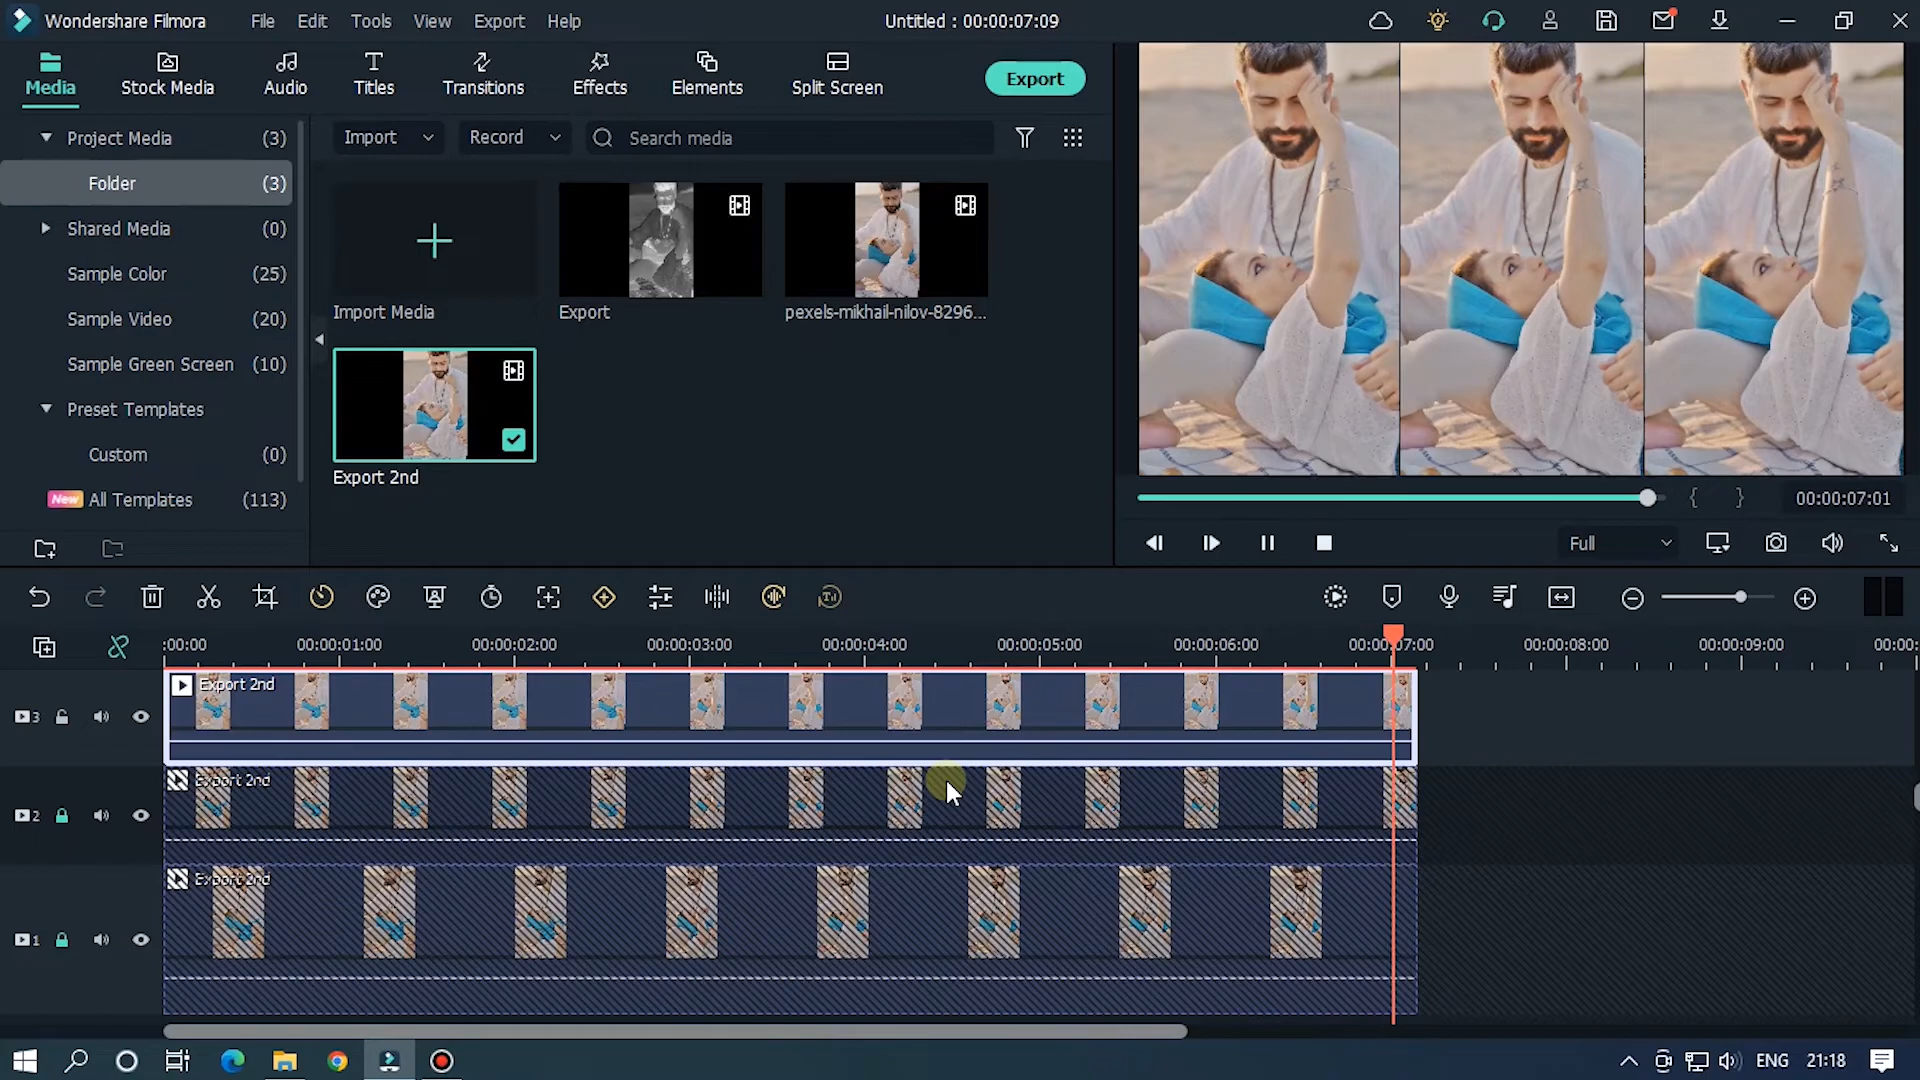 Wondershare Filmora
File Edit Tools View Export Help
Untitled : 00:00:07:09
Media
Stock Media
Audio
Titles
Transitions
Effects
Elements
Split Screen
Export
Project Media (3)
Folder (3)
Shared Media (0)
Sample Color (25)
Sample Video (20)
Sample Green Screen (10)
Preset Templates
Custom (0)
New All Templates (113)
Import
Record
Search media
Import Media
Export
pexels-mikhail-nilov-8296...
Export 2nd
{ }
00:00:07:01
Full
:00:00 00:00:01:00 00:00:02:00 00:00:03:00 00:00:04:00 00:00:05:00 00:00:06:00 00:00:07:00 00:00:08:00 00:00:09:00 00:00:
3
Export 2nd
2
Export 2nd
1
Export 2nd
ENG 21:18